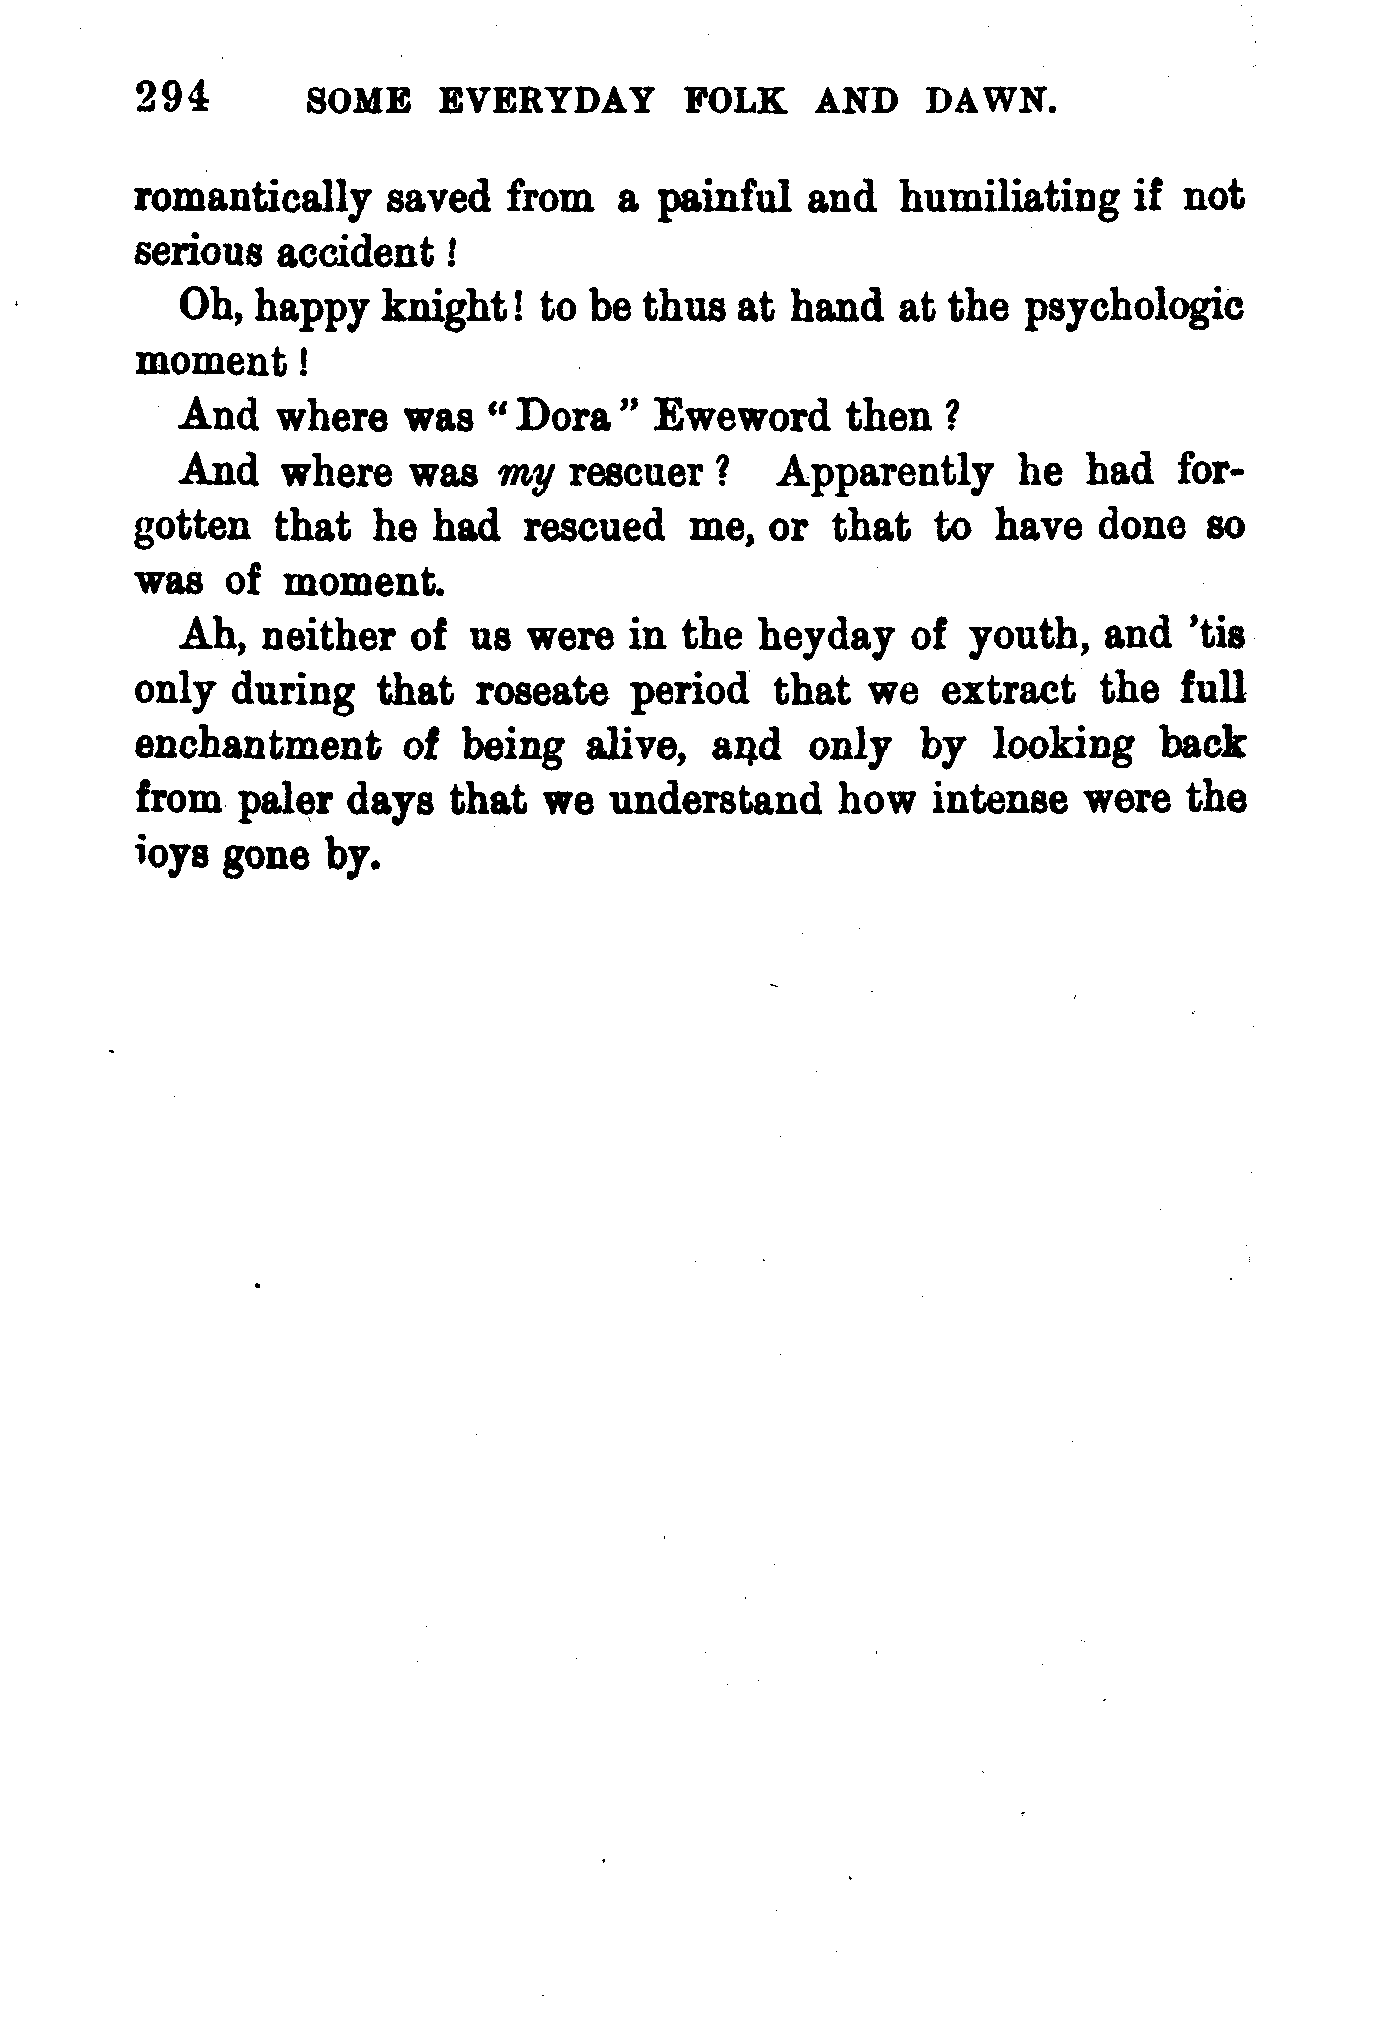 294 SOME EVERYDAY FOLK AND DAWN.
romantically saved from a painful and humiliating if not
serious accident!
Oh, happy knight! to be thus at hand at the psychologic
moment!
And where was "Dora" Eweword then?
And where was my rescuer? Apparently he had for-
gotten that he had rescued me, or that to have done so
was of moment.
Ah, neither of us were in the heyday of youth, and 'tis
only during that roseate period that we extract the full
enchantment of being alive, and only by looking back
from paler days that we understand how intense were the
joys gone by.